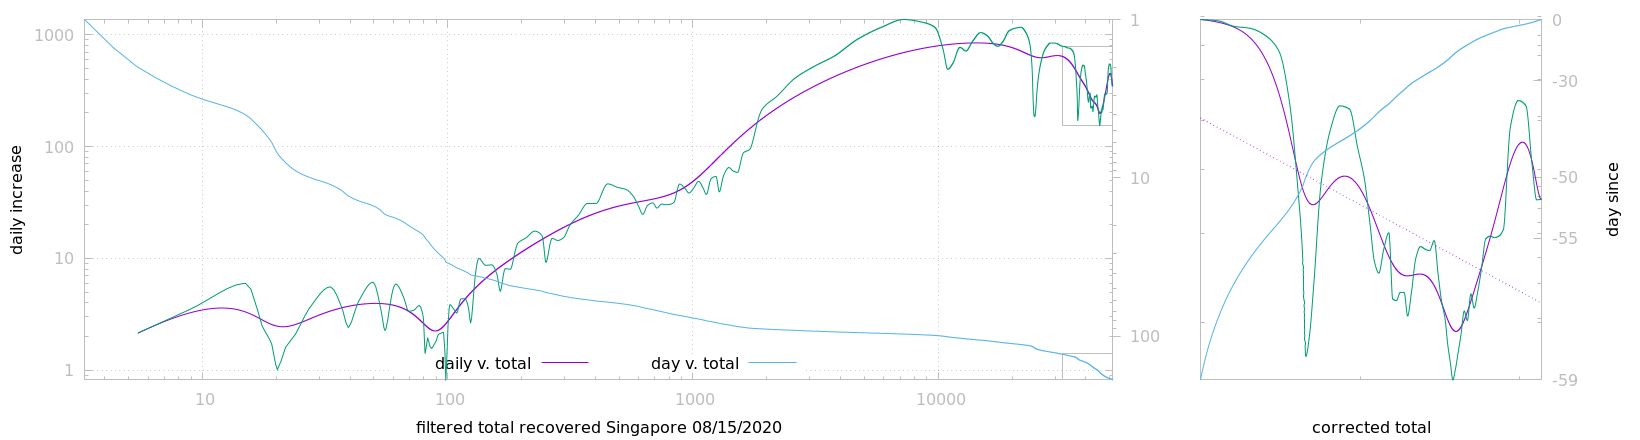 1000
100
10
1
daily increase
10
100
1000
10000
1
10
100
daily v. total
day v. total
filtered total recovered Singapore 08/15/2020
0
-30
-50
-55
-59
day since
corrected total